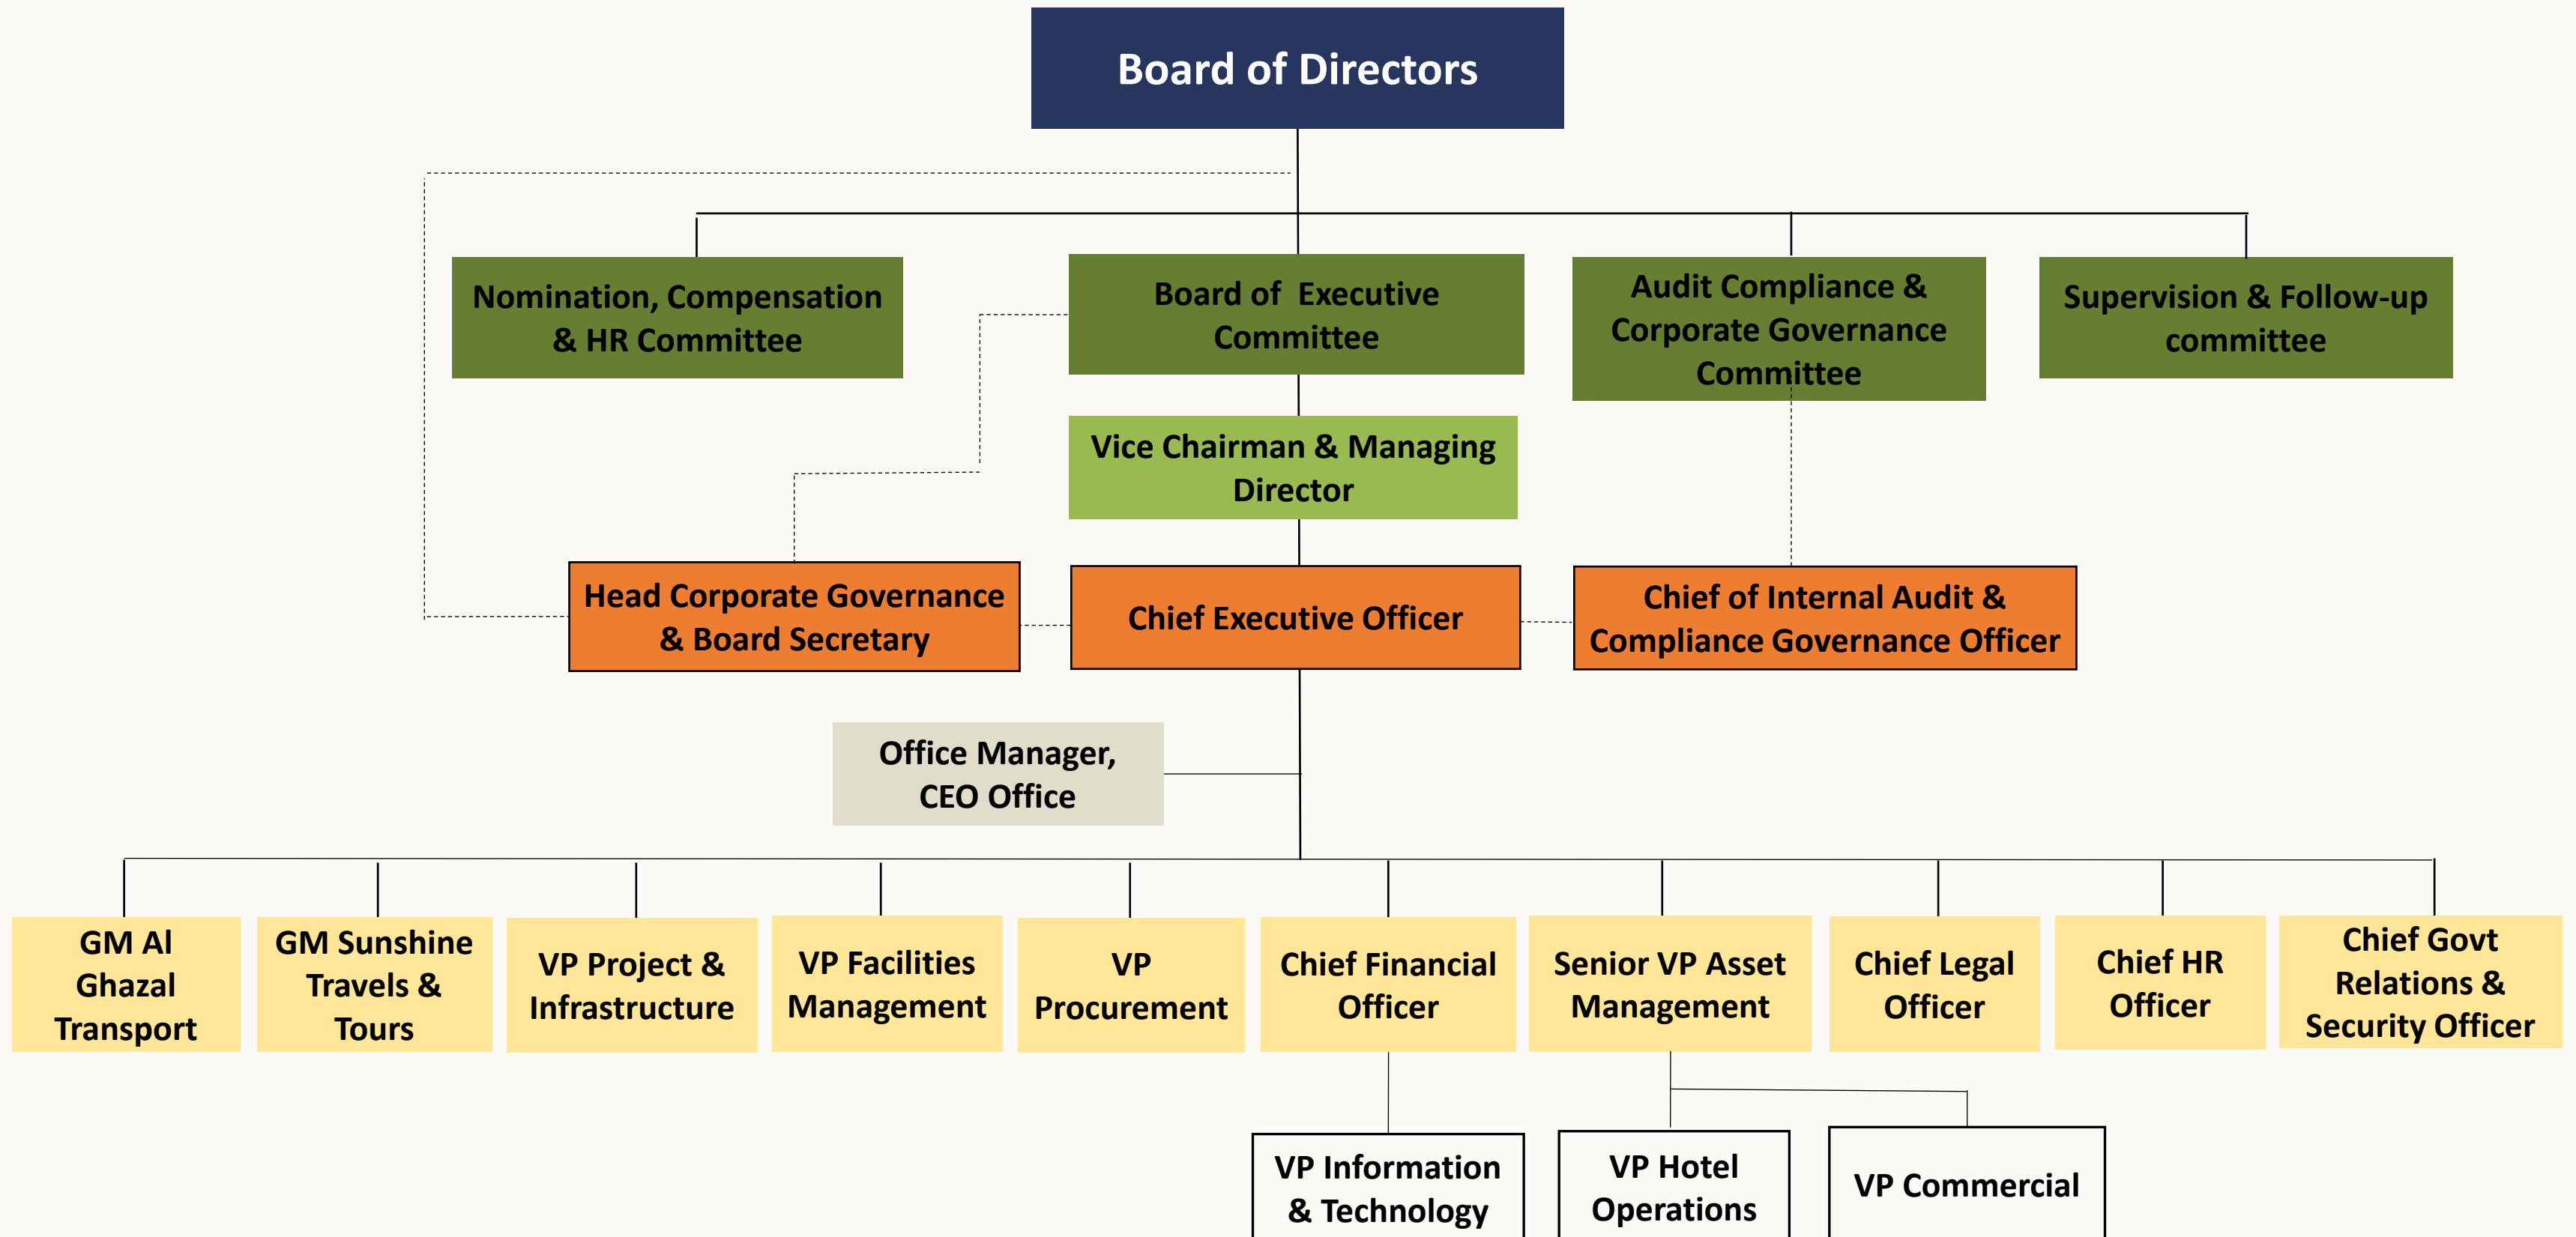 Board of Directors
Nomination, Compensation
& HR Committee
Board of Executive
Committee
Audit Compliance &
Corporate Governance
Committee
Supervision & Follow-up
committee
Vice Chairman & Managing
Director
Head Corporate Governance
& Board Secretary
Chief Executive Officer
Chief of Internal Audit &
Compliance Governance Officer
Office Manager,
CEO Office
GM Al
Ghazal
Transport
GM Sunshine
Travels &
Tours
VP Project &
Infrastructure
VP Facilities
Management
VP
Procurement
Chief Financial
Officer
Senior VP Asset
Management
Chief Legal
Officer
Chief HR
Officer
Chief Govt
Relations &
Security Officer
VP Information
& Technology
VP Hotel
Operations
VP Commercial